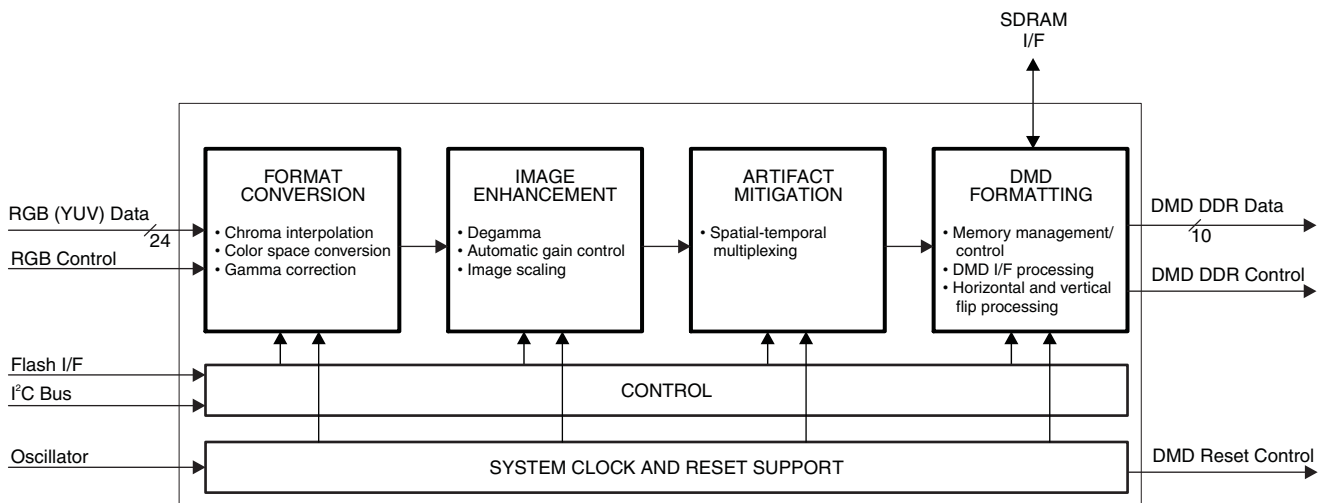 SDRAM
I/F
FORMAT
CONVERSION
• Chroma interpolation
• Color space conversion
• Gamma correction
IMAGE
ENHANCEMENT
• Degamma
• Automatic gain control
• Image scaling
ARTIFACT
MITIGATION
• Spatial-temporal
multiplexing
DMD
FORMATTING
• Memory management/
control
• DMD I/F processing
• Horizontal and vertical
flip processing
RGB (YUV) Data
24
RGB Control
DMD DDR Data
10
DMD DDR Control
Flash I/F
I²C Bus
CONTROL
Oscillator
SYSTEM CLOCK AND RESET SUPPORT
DMD Reset Control